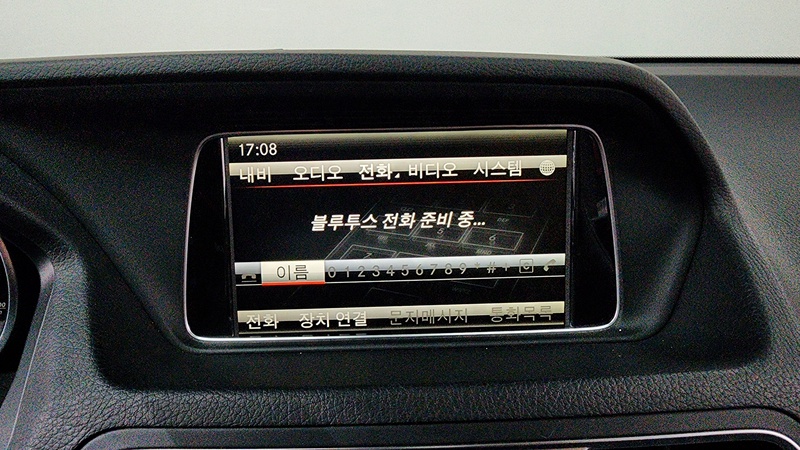 17:08
내비 오디오 전화 비디오 시스템
블루투스 전화 준비 중...
이름 0 1 2 3 4 5 6 7 8 9 * # +
전화 장치 연결 문자메시지 통화목록